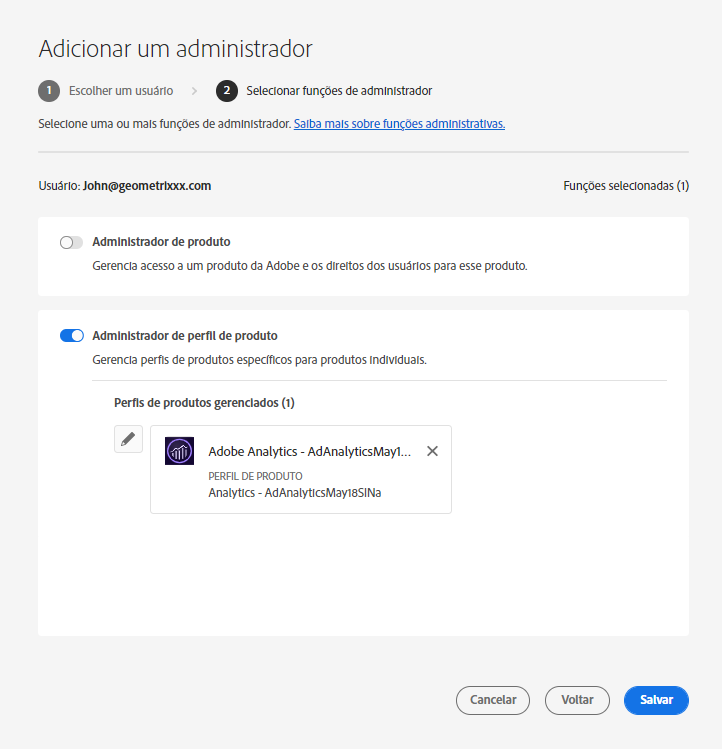 Adicionar um administrador
1 Escolher um usuário > 2 Selecionar funções de administrador
Selecione uma ou mais funções de administrador. Saiba mais sobre funções administrativas.
Usuário: John@geometrixxx.com Funções selecionadas (1)
Administrador de produto
Gerencia acesso a um produto da Adobe e os direitos dos usuários para esse produto.
Administrador de perfil de produto
Gerencia perfis de produtos específicos para produtos individuais.
Perfis de produtos gerenciados (1)
Adobe Analytics - AdAnalyticsMay1...
PERFIL DE PRODUTO
Analytics - AdAnalyticsMay18SINa
Cancelar Voltar Salvar